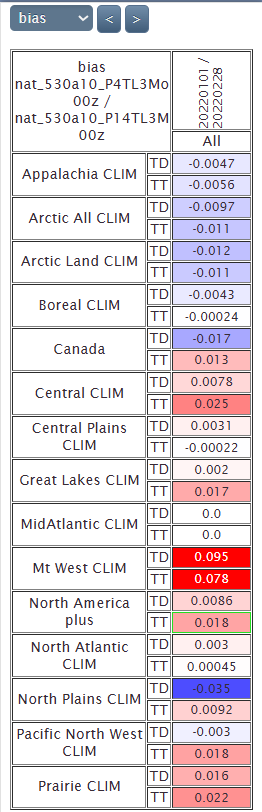 bias
<
>
bias
nat_530a10_P4TL3Mo
00z /
nat_530a10_P14TL3M
00z
20220101 /
20220228
All
Appalachia CLIM
TD
-0.0047
TT
-0.0056
Arctic All CLIM
TD
-0.0097
TT
-0.011
Arctic Land CLIM
TD
-0.012
TT
-0.011
Boreal CLIM
TD
-0.0043
TT
-0.00024
Canada
TD
-0.017
TT
0.013
Central CLIM
TD
0.0078
TT
0.025
Central Plains
CLIM
TD
0.0031
TT
-0.00022
Great Lakes CLIM
TD
0.002
TT
0.017
MidAtlantic CLIM
TD
0.0
TT
0.0
Mt West CLIM
TD
0.095
TT
0.078
North America
plus
TD
0.0086
TT
0.018
North Atlantic
CLIM
TD
0.003
TT
0.00045
North Plains CLIM
TD
-0.035
TT
0.0092
Pacific North West
CLIM
TD
-0.003
TT
0.018
Prairie CLIM
TD
0.016
TT
0.022